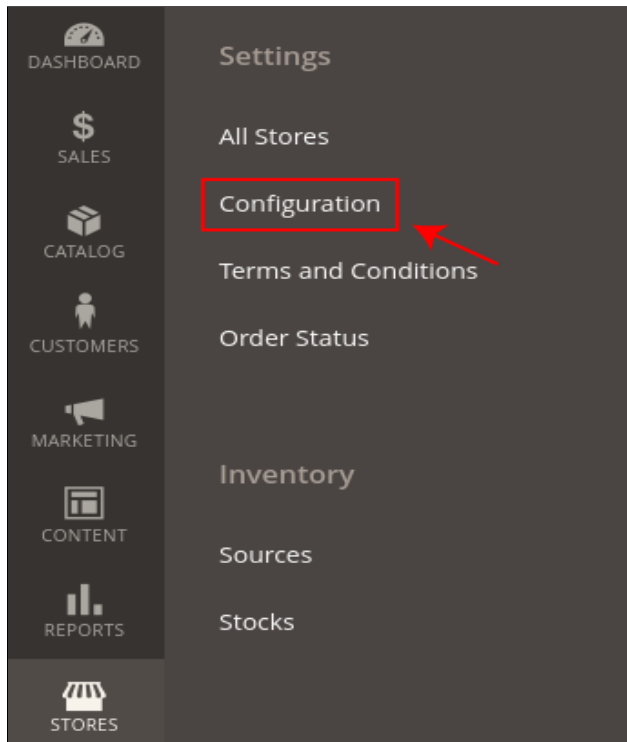 DASHBOARD
SALES
CATALOG
CUSTOMERS
MARKETING
CONTENT
REPORTS
STORES
Settings
All Stores
Configuration
Terms and Conditions
Order Status
Inventory
Sources
Stocks